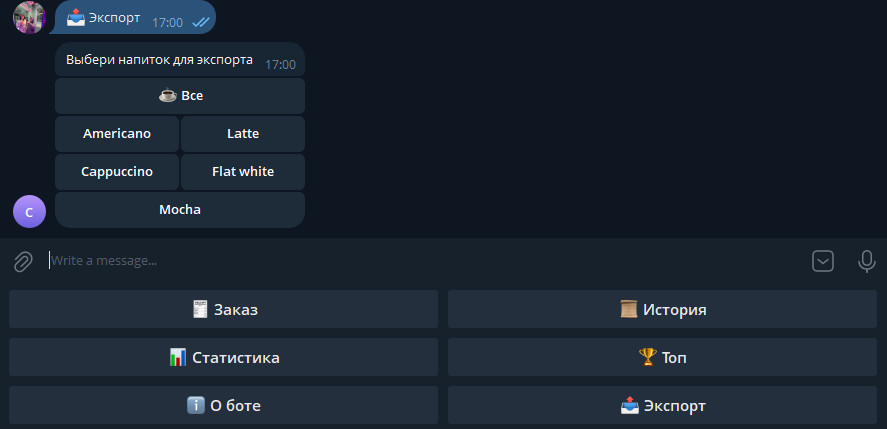 Экспорт 17:00
Выбери напиток для экспорта 17:00
Все
Americano Latte
Cappuccino Flat white
C
Mocha
Write a message...
Заказ История
Статистика Топ
О боте Экспорт